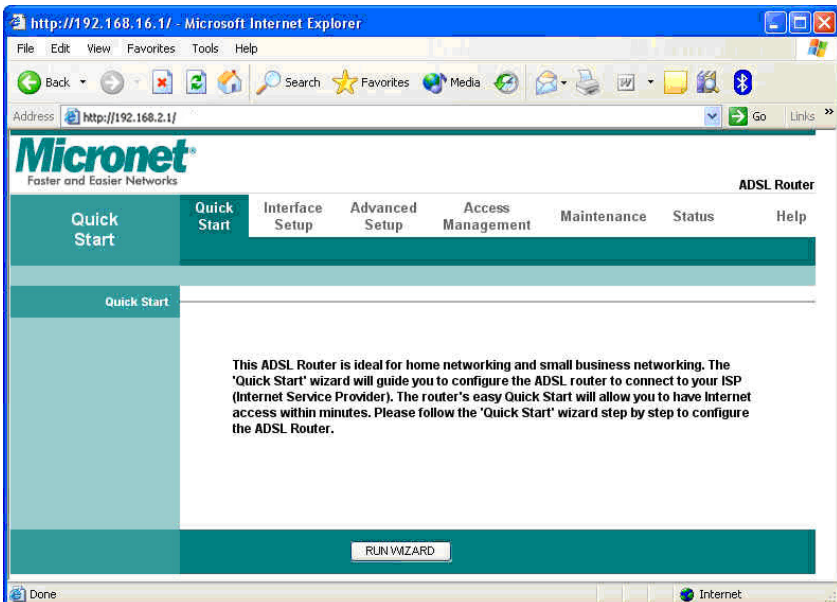 http://192.168.16.1/ - Microsoft Internet Explorer
File Edit View Favorites Tools Help
Back Search Favorites Media
Address http://192.168.2.1/ Go Links »
Micronet®
Faster and Easier Networks
ADSL Router
Quick Start
Quick Start Interface Setup Advanced Setup Access Management Maintenance Status Help
Quick Start
This ADSL Router is ideal for home networking and small business networking. The
'Quick Start' wizard will guide you to configure the ADSL router to connect to your ISP
(Internet Service Provider). The router's easy Quick Start will allow you to have Internet
access within minutes. Please follow the 'Quick Start' wizard step by step to configure
the ADSL Router.
RUN WIZARD
Done Internet